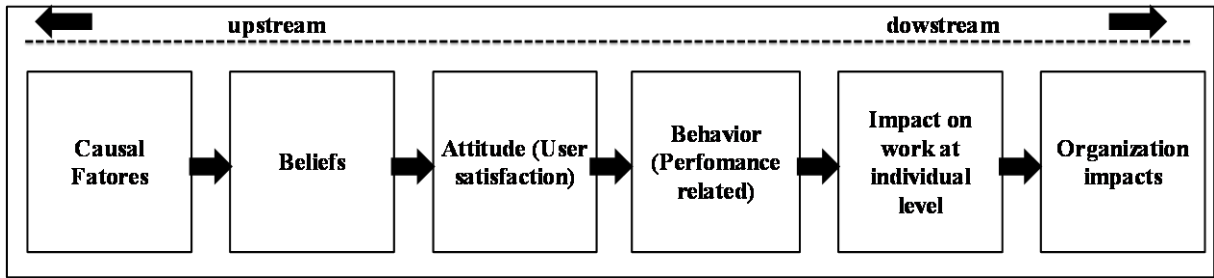 upstream
dowstream
Causal
Fatores
Beliefs
Attitude (User
satisfaction)
Behavior
(Perfomance
related)
Impact on
work at
individual
level
Organization
impacts